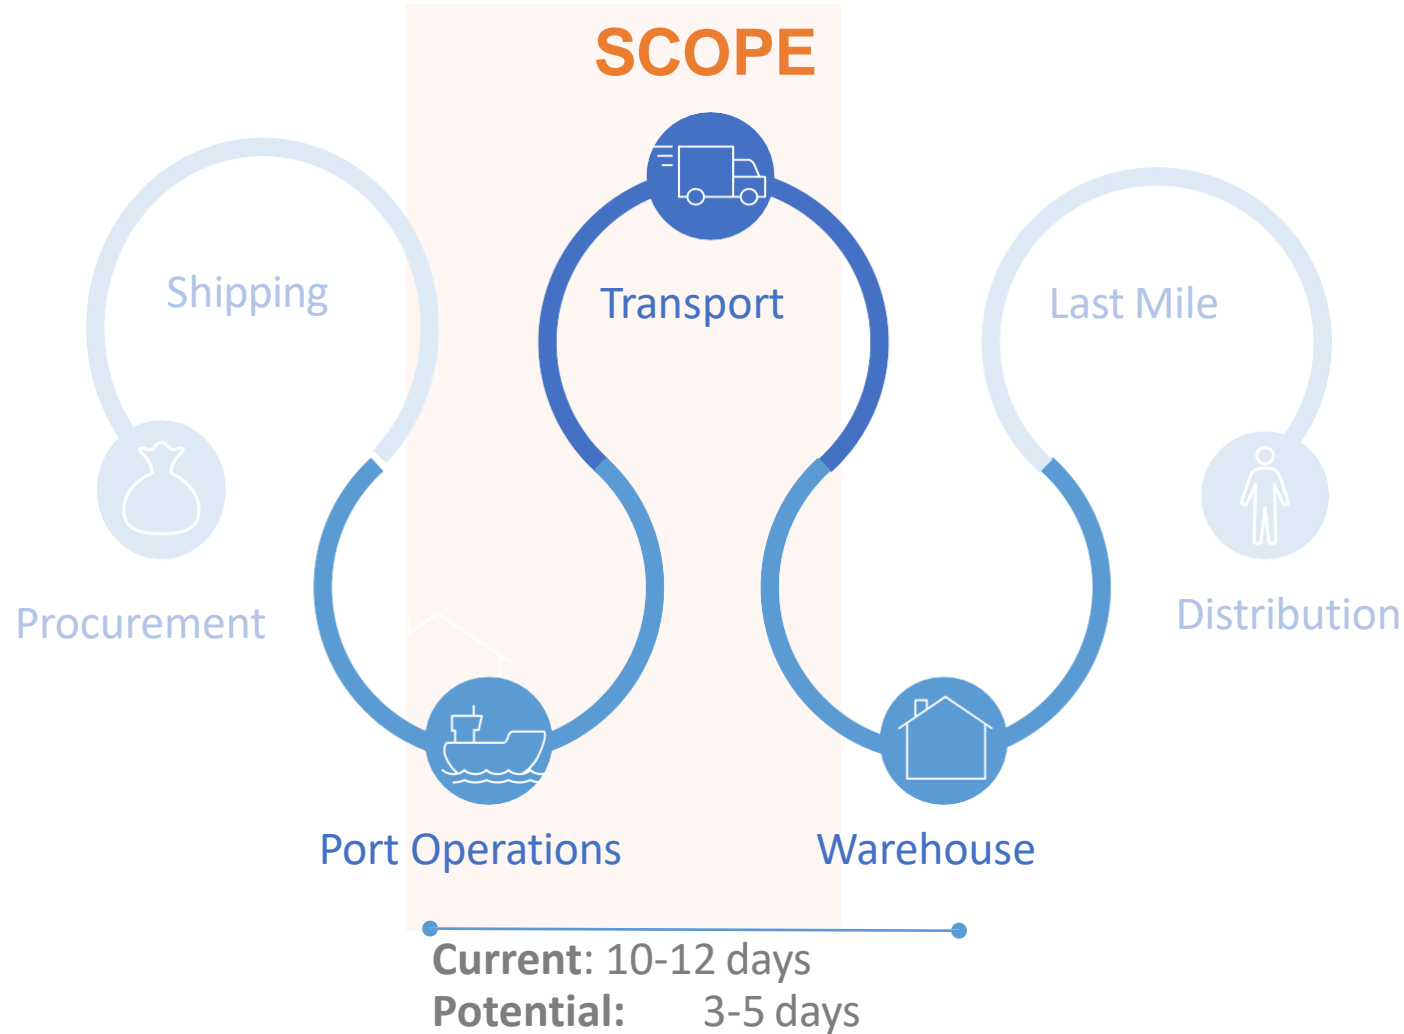 SCOPE
Shipping
Transport
Last Mile
Procurement
Distribution
Port Operations
Warehouse
Current: 10-12 days
Potential: 3-5 days